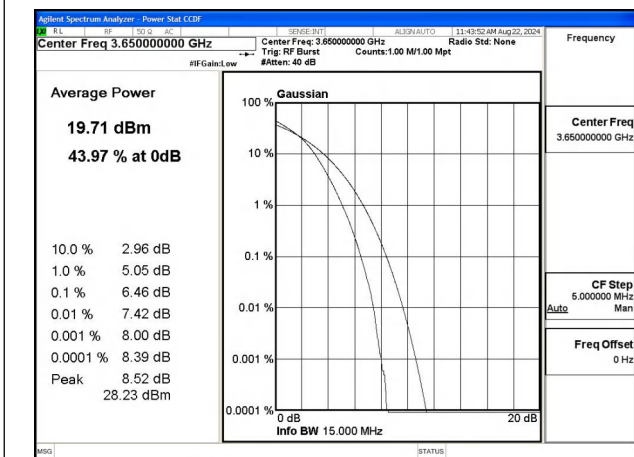 Agilent Spectrum Analyzer - Power Stat CCDF
RL RF 50 Ω AC SENSE:INT ALIGN AUTO 11:43:52 AM Aug 22, 2024
Center Freq 3.650000000 GHz
Center Freq: 3.650000000 GHz Radio Std: None
Trig: RF Burst Counts:1.00 M/1.00 Mpt
#IFGain:Low #Atten: 40 dB
Frequency
Average Power
19.71 dBm
43.97 % at 0dB
10.0 % 2.96 dB
1.0 % 5.05 dB
0.1 % 6.46 dB
0.01 % 7.42 dB
0.001 % 8.00 dB
0.0001 % 8.39 dB
Peak 8.52 dB
28.23 dBm
Gaussian
100 %
10 %
1 %
0.1 %
0.01 %
0.001 %
0.0001 %
0 dB 20 dB
Info BW 15.000 MHz
Center Freq
3.650000000 GHz
CF Step
5.000000 MHz
Auto Man
Freq Offset
0 Hz
MSG STATUS